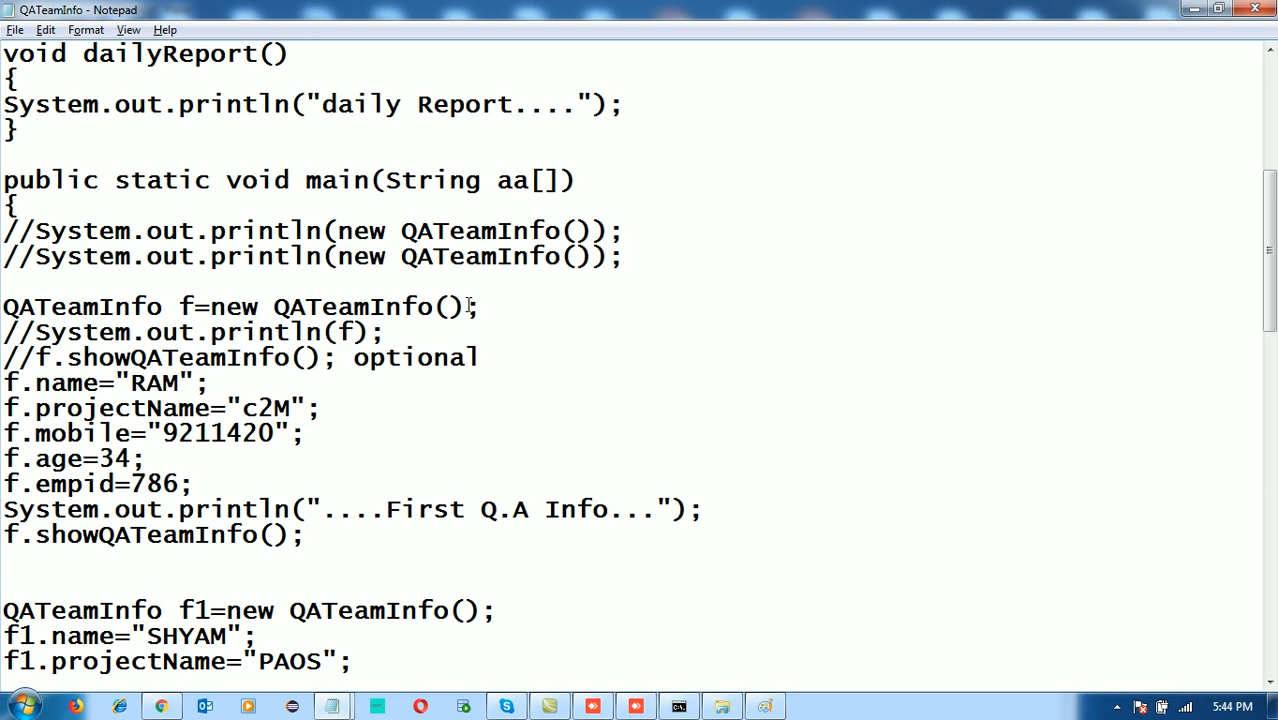 QATeamInfo - Notepad
File Edit Format View Help
void dailyReport()
{
System.out.println("daily Report....");
}
public static void main(String aa[])
{
//System.out.println(new QATeamInfo());
//System.out.println(new QATeamInfo());
QATeamInfo f=new QATeamInfo();
//System.out.println(f);
//f.showQATeamInfo(); optional
f.name="RAM";
f.projectName="c2M";
f.mobile="9211420";
f.age=34;
f.empid=786;
System.out.println("....First Q.A Info...");
f.showQATeamInfo();
QATeamInfo f1=new QATeamInfo();
f1.name="SHYAM";
f1.projectName="PAOS";
5:44 PM